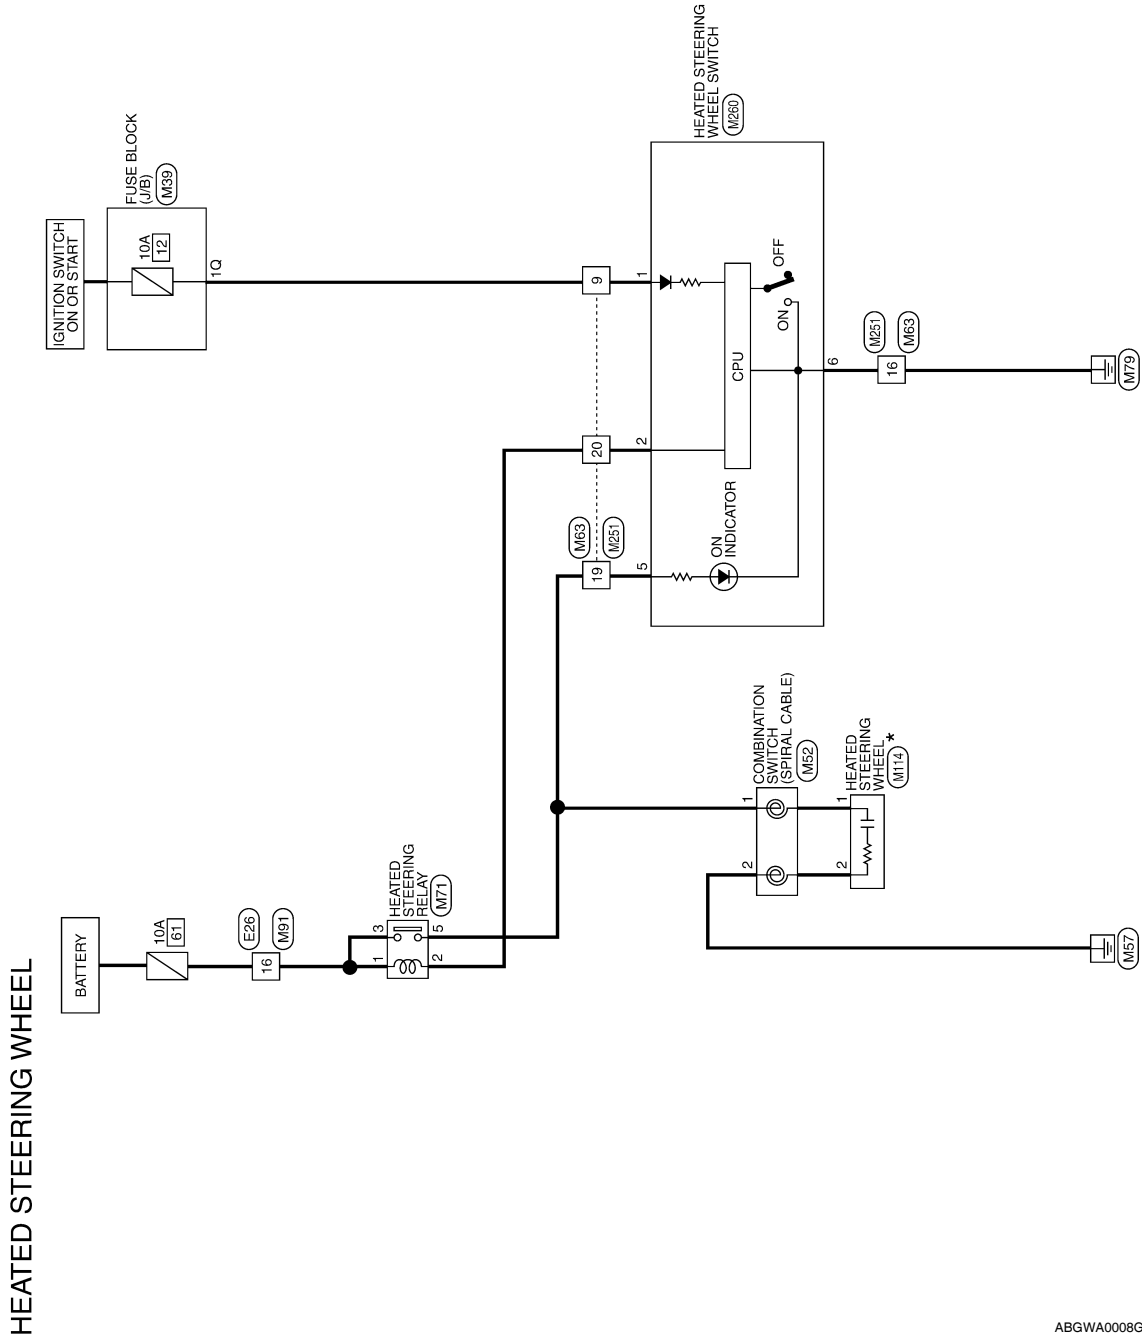 HEATED STEERING WHEEL
BATTERY
10A
61
16
E26
M91
1
3
2
5
HEATED
STEERING
RELAY
M71
IGNITION SWITCH
ON OR START
10A
12
1Q
FUSE BLOCK
(J/B)
M39
19
M63
M251
20
9
5
2
1
HEATED STEERING
WHEEL SWITCH
M260
ON
INDICATOR
CPU
ON
OFF
6
16
M251
M63
M79
2
1
COMBINATION
SWITCH
(SPIRAL CABLE)
M52
2
1
HEATED
STEERING
WHEEL *
M114
M57
ABGWA0008G